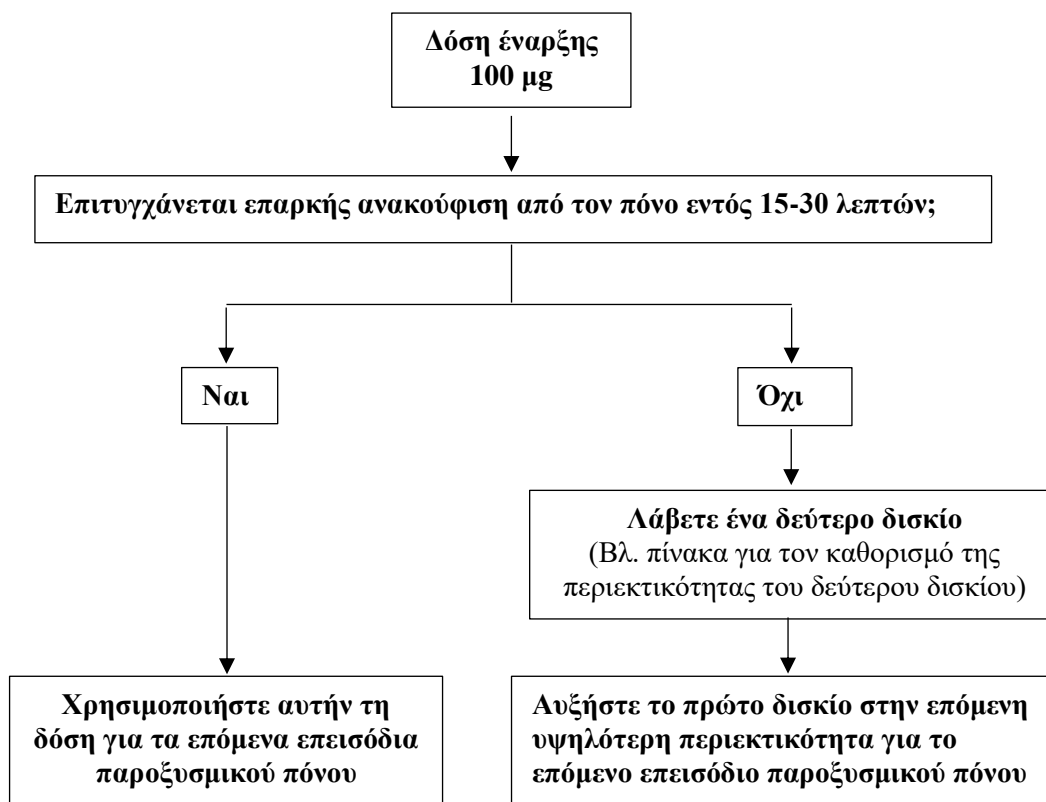 Δόση έναρξης
100 μg
Επιτυγχάνεται επαρκής ανακούφιση από τον πόνο εντός 15-30 λεπτών;
Ναι
Όχι
Λάβετε ένα δεύτερο δισκίο
(Βλ. πίνακα για τον καθορισμό της
περιεκτικότητας του δεύτερου δισκίου)
Χρησιμοποιήστε αυτήν τη
δόση για τα επόμενα επεισόδια
παροξυσμικού πόνου
Αυξήστε το πρώτο δισκίο στην επόμενη
υψηλότερη περιεκτικότητα για το
επόμενο επεισόδιο παροξυσμικού πόνου